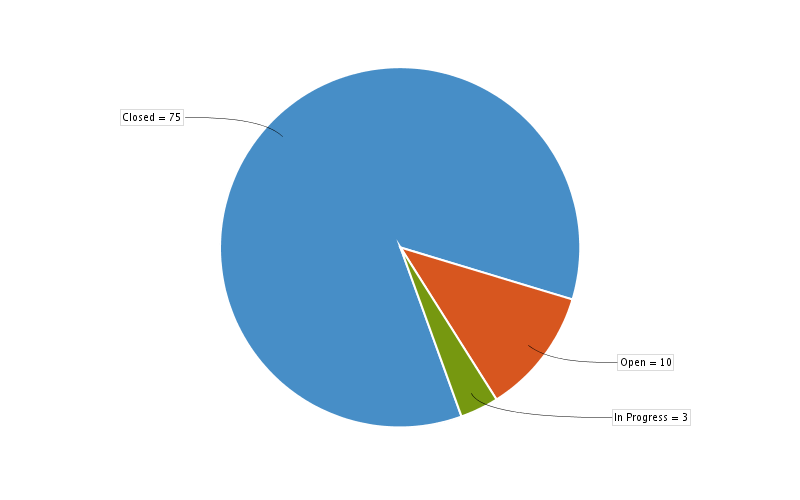 Closed = 75
Open = 10
In Progress = 3